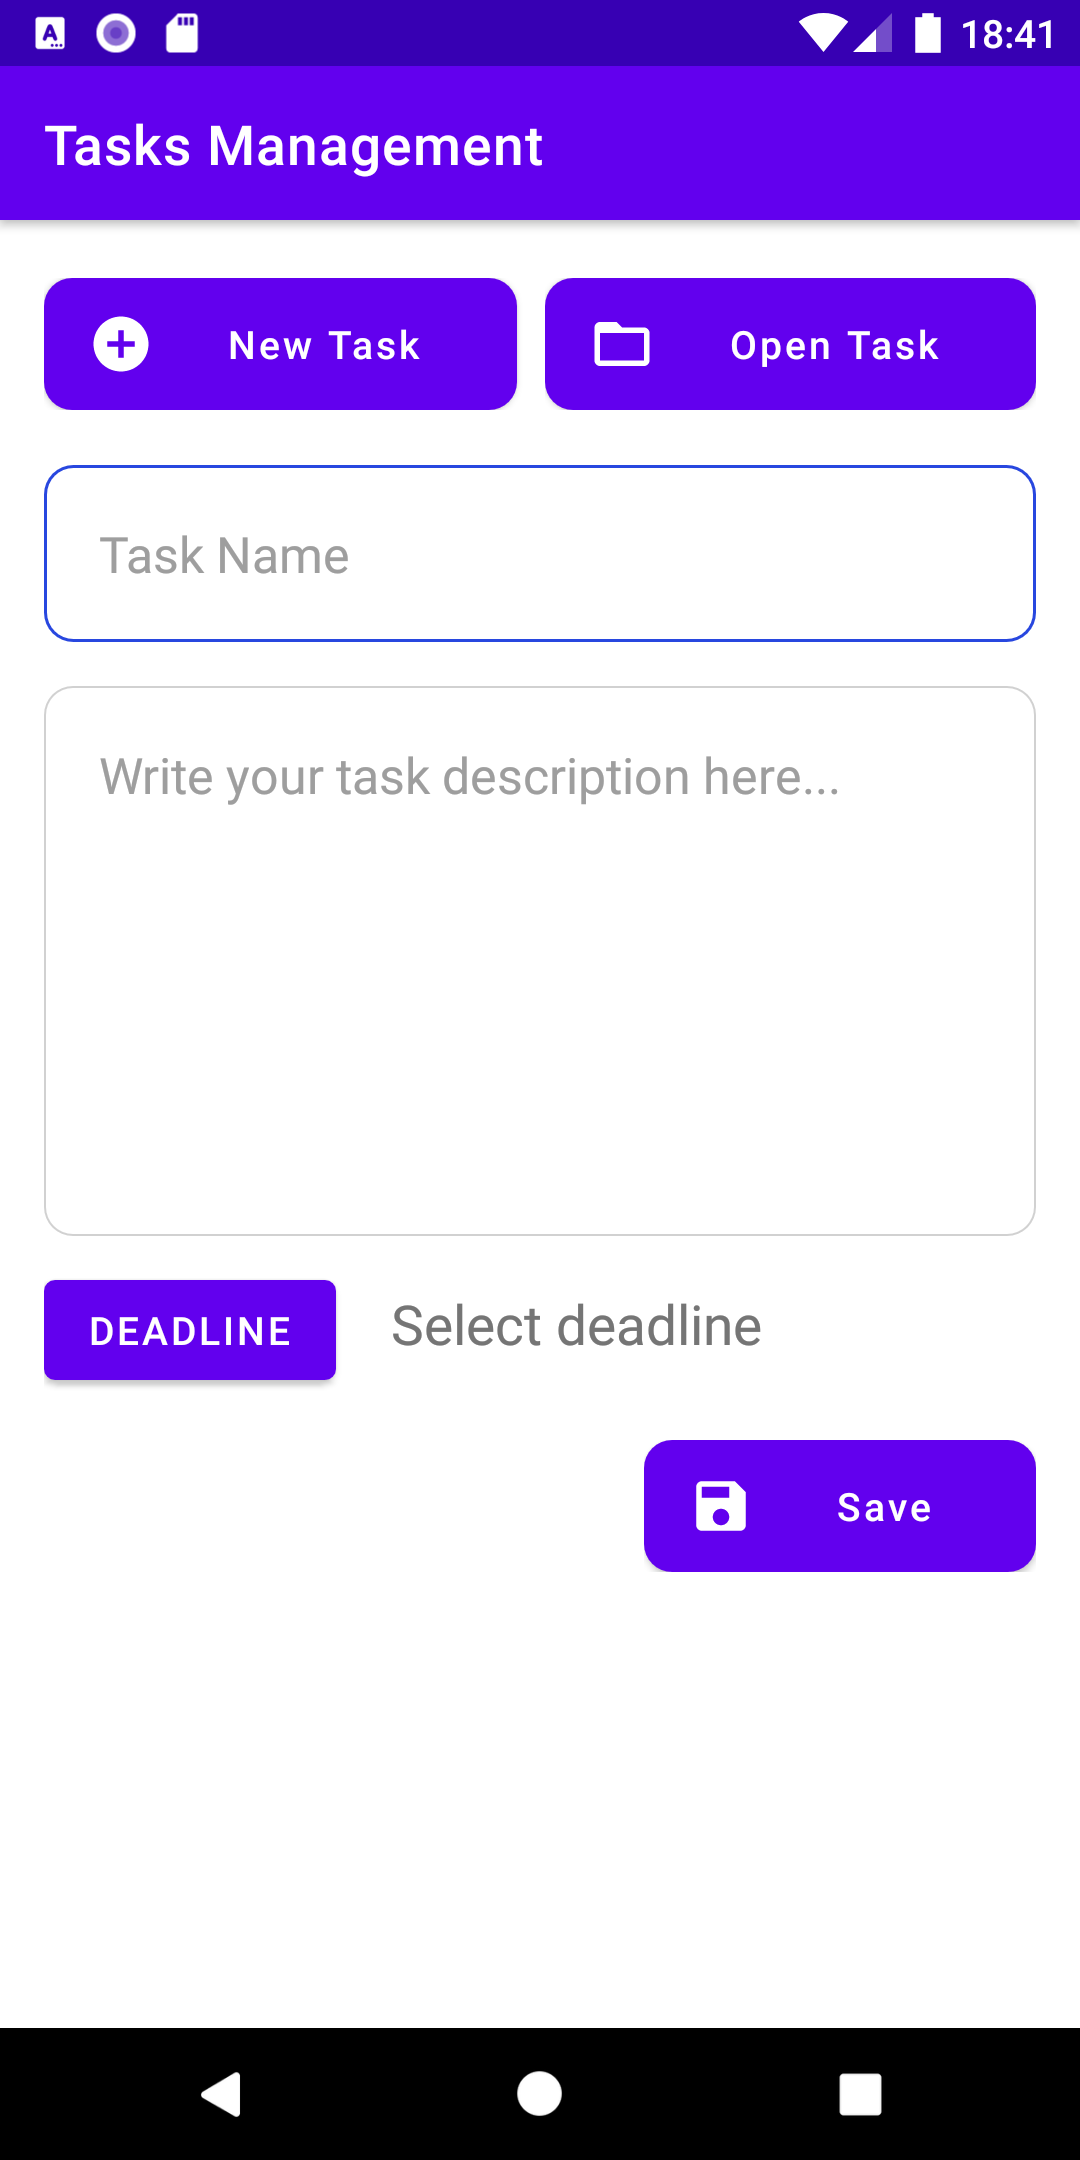 18:41
Tasks Management
New Task
Open Task
Task Name
Write your task description here...
DEADLINE
Select deadline
Save